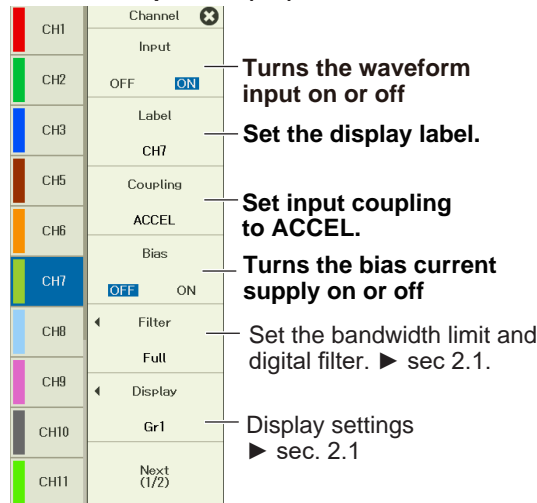 CH1
CH2
CH3
CH5
CH6
CH7
CH8
CH9
CH10
CH11
Channel
Input
OFF ON
Label
CH7
Coupling
ACCEL
Bias
OFF ON
Filter
Full
Display
Gr1
Next
(1/2)
Turns the waveform
input on or off
Set the display label.
Set input coupling
to ACCEL.
Turns the bias current
supply on or off
Set the bandwidth limit and
digital filter. ► sec 2.1.
Display settings
► sec. 2.1